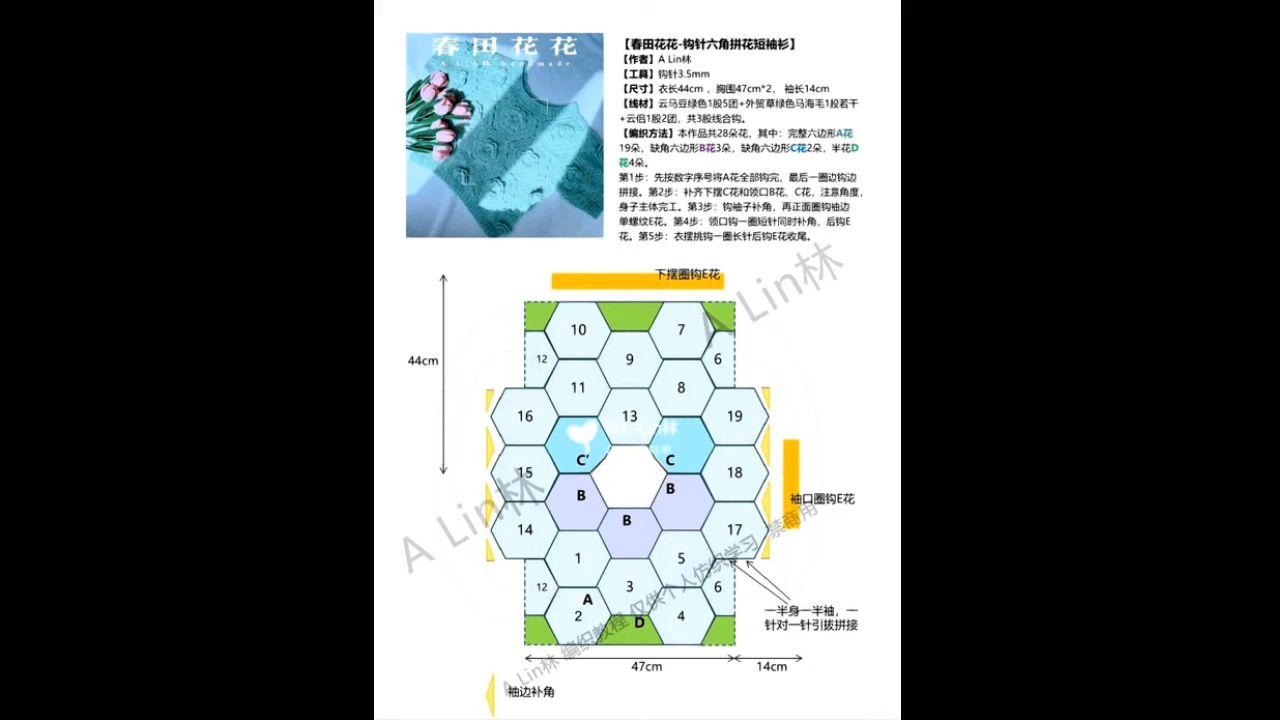 春田花花
A Lin林 handmade
【春田花花-钩针六角拼花短袖衫】
【作者】A Lin林
【工具】钩针3.5mm
【尺寸】衣长44cm ，胸围47cm*2， 袖长14cm
【线材】云马豆绿色1股5团+外贸草绿色马海毛1股若干
+云侣1股2团，共3股线合钩。
【编织方法】本作品共28朵花，其中：完整六边形A花
19朵，缺角六边形B花3朵，缺角六边形C花2朵，半花D
花4朵。
第1步：先按数字序号将A花全部钩完，最后一圈边钩边
拼接。第2步：补齐下摆C花和领口B花、C花，注意角度，
身子主体完工。第3步：钩袖子补角，再正面圈钩袖边
单螺纹E花。第4步：领口钩一圈短针同时补角，后钩E
花。第5步：衣摆挑钩一圈长针后钩E花收尾。
下摆圈钩E花
A Lin林
10
7
12
9
6
44cm
11
8
16
13
19
C’
C
15
18
B
B
袖口圈钩E花
B
14
17
A Lin林
1
5
12
3
6
A
2
4
D
一半身一半袖，一
针对一针引拔拼接
A Lin林 编织教程 仅供个人仿织学习 禁商用
47cm
14cm
袖边补角